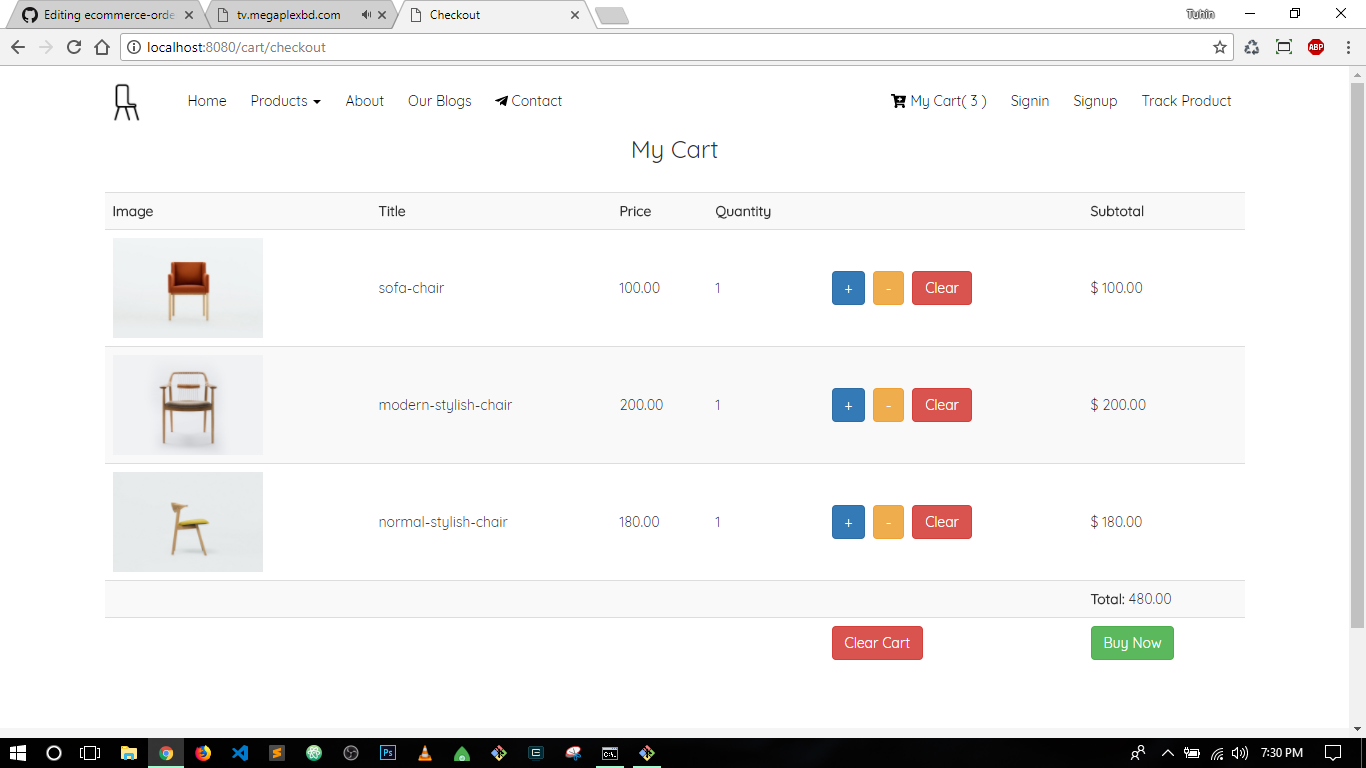 Editing ecommerce-orde
tv.megaplexbd.com
Checkout
Tuhin
localhost:8080/cart/checkout
ABP
Home
Products
About
Our Blogs
Contact
My Cart( 3 )
Signin
Signup
Track Product
My Cart
Image Title Price Quantity Subtotal
sofa-chair 100.00 1 + - Clear $ 100.00
modern-stylish-chair 200.00 1 + - Clear $ 200.00
normal-stylish-chair 180.00 1 + - Clear $ 180.00
Total: 480.00
Clear Cart
Buy Now
Ps
7:30 PM